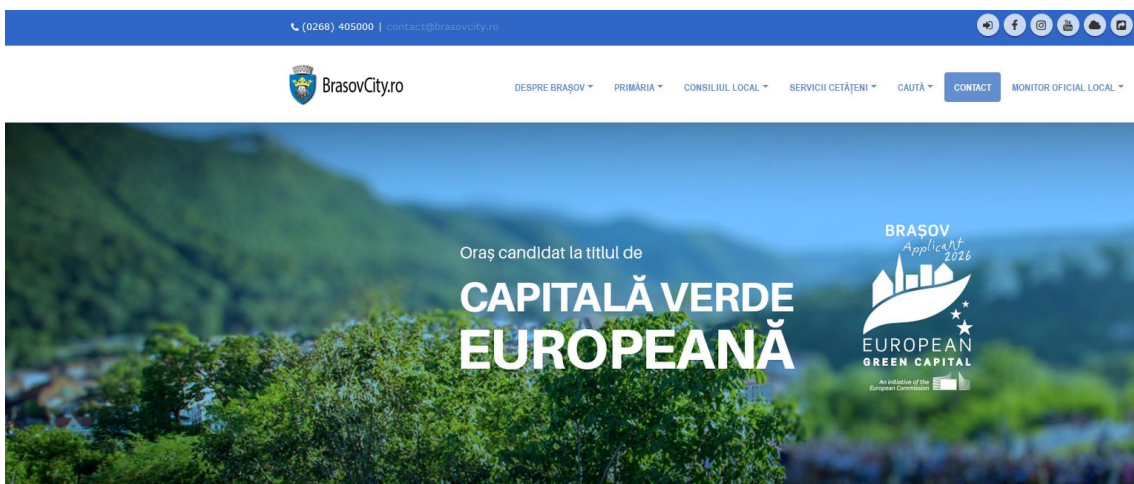 (0268) 405000 | contact@brasovcity.ro
BrasovCity.ro
DESPRE BRAȘOV
PRIMĂRIA
CONSILIUL LOCAL
SERVICII CETĂȚENI
CAUTĂ
CONTACT
MONITOR OFICIAL LOCAL
Oraș candidat la titlul de
CAPITALĂ VERDE
EUROPEANĂ
BRAȘOV
Applicant
2026
EUROPEAN
GREEN CAPITAL
An initiative of the
European Commission